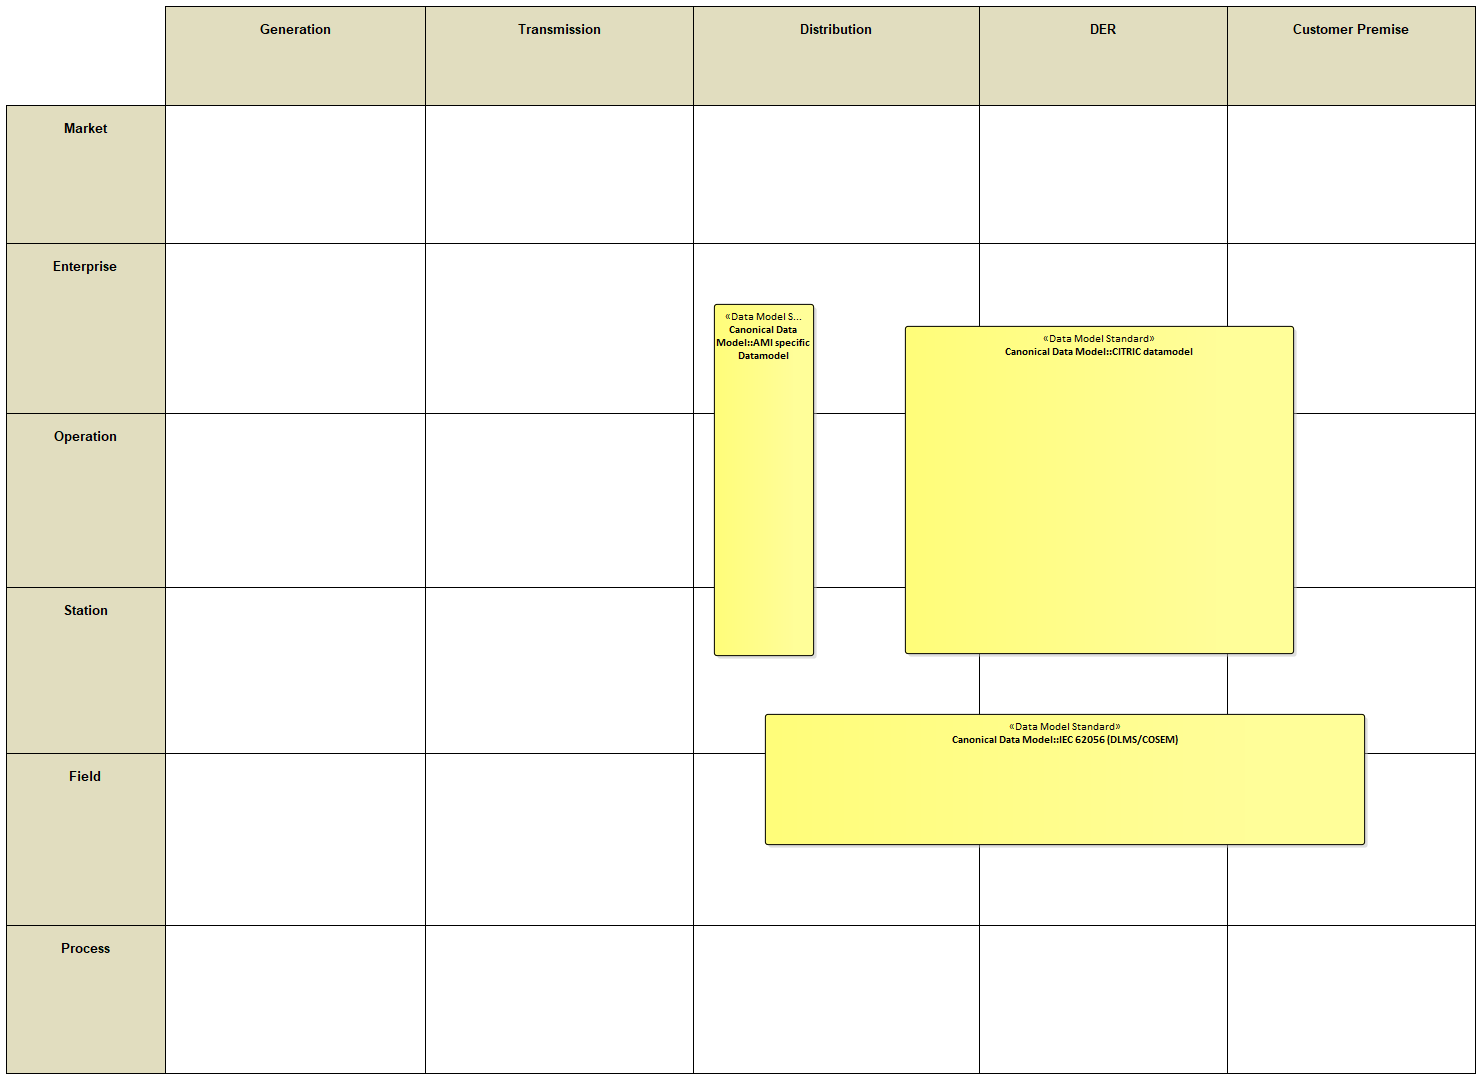 Generation
Transmission
Distribution
DER
Customer Premise
Market
Enterprise
«Data Model S...
Canonical Data
Model::AMI specific
Datamodel
«Data Model Standard»
Canonical Data Model::CITRIC datamodel
Operation
Station
«Data Model Standard»
Canonical Data Model::IEC 62056 (DLMS/COSEM)
Field
Process